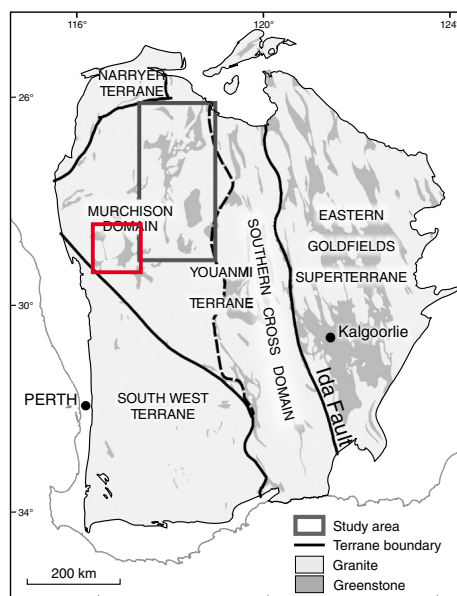 116°
120°
124°
26°
NARRYER
TERRANE
MURCHISON
DOMAIN
EASTERN
GOLDFIELDS
SUPERTERRANE
YOUANMI
TERRANE
SOUTHERN CROSS DOMAIN
30°
Kalgoorlie
Ida Fault
PERTH
SOUTH WEST
TERRANE
34°
Study area
Terrane boundary
Granite
Greenstone
200 km